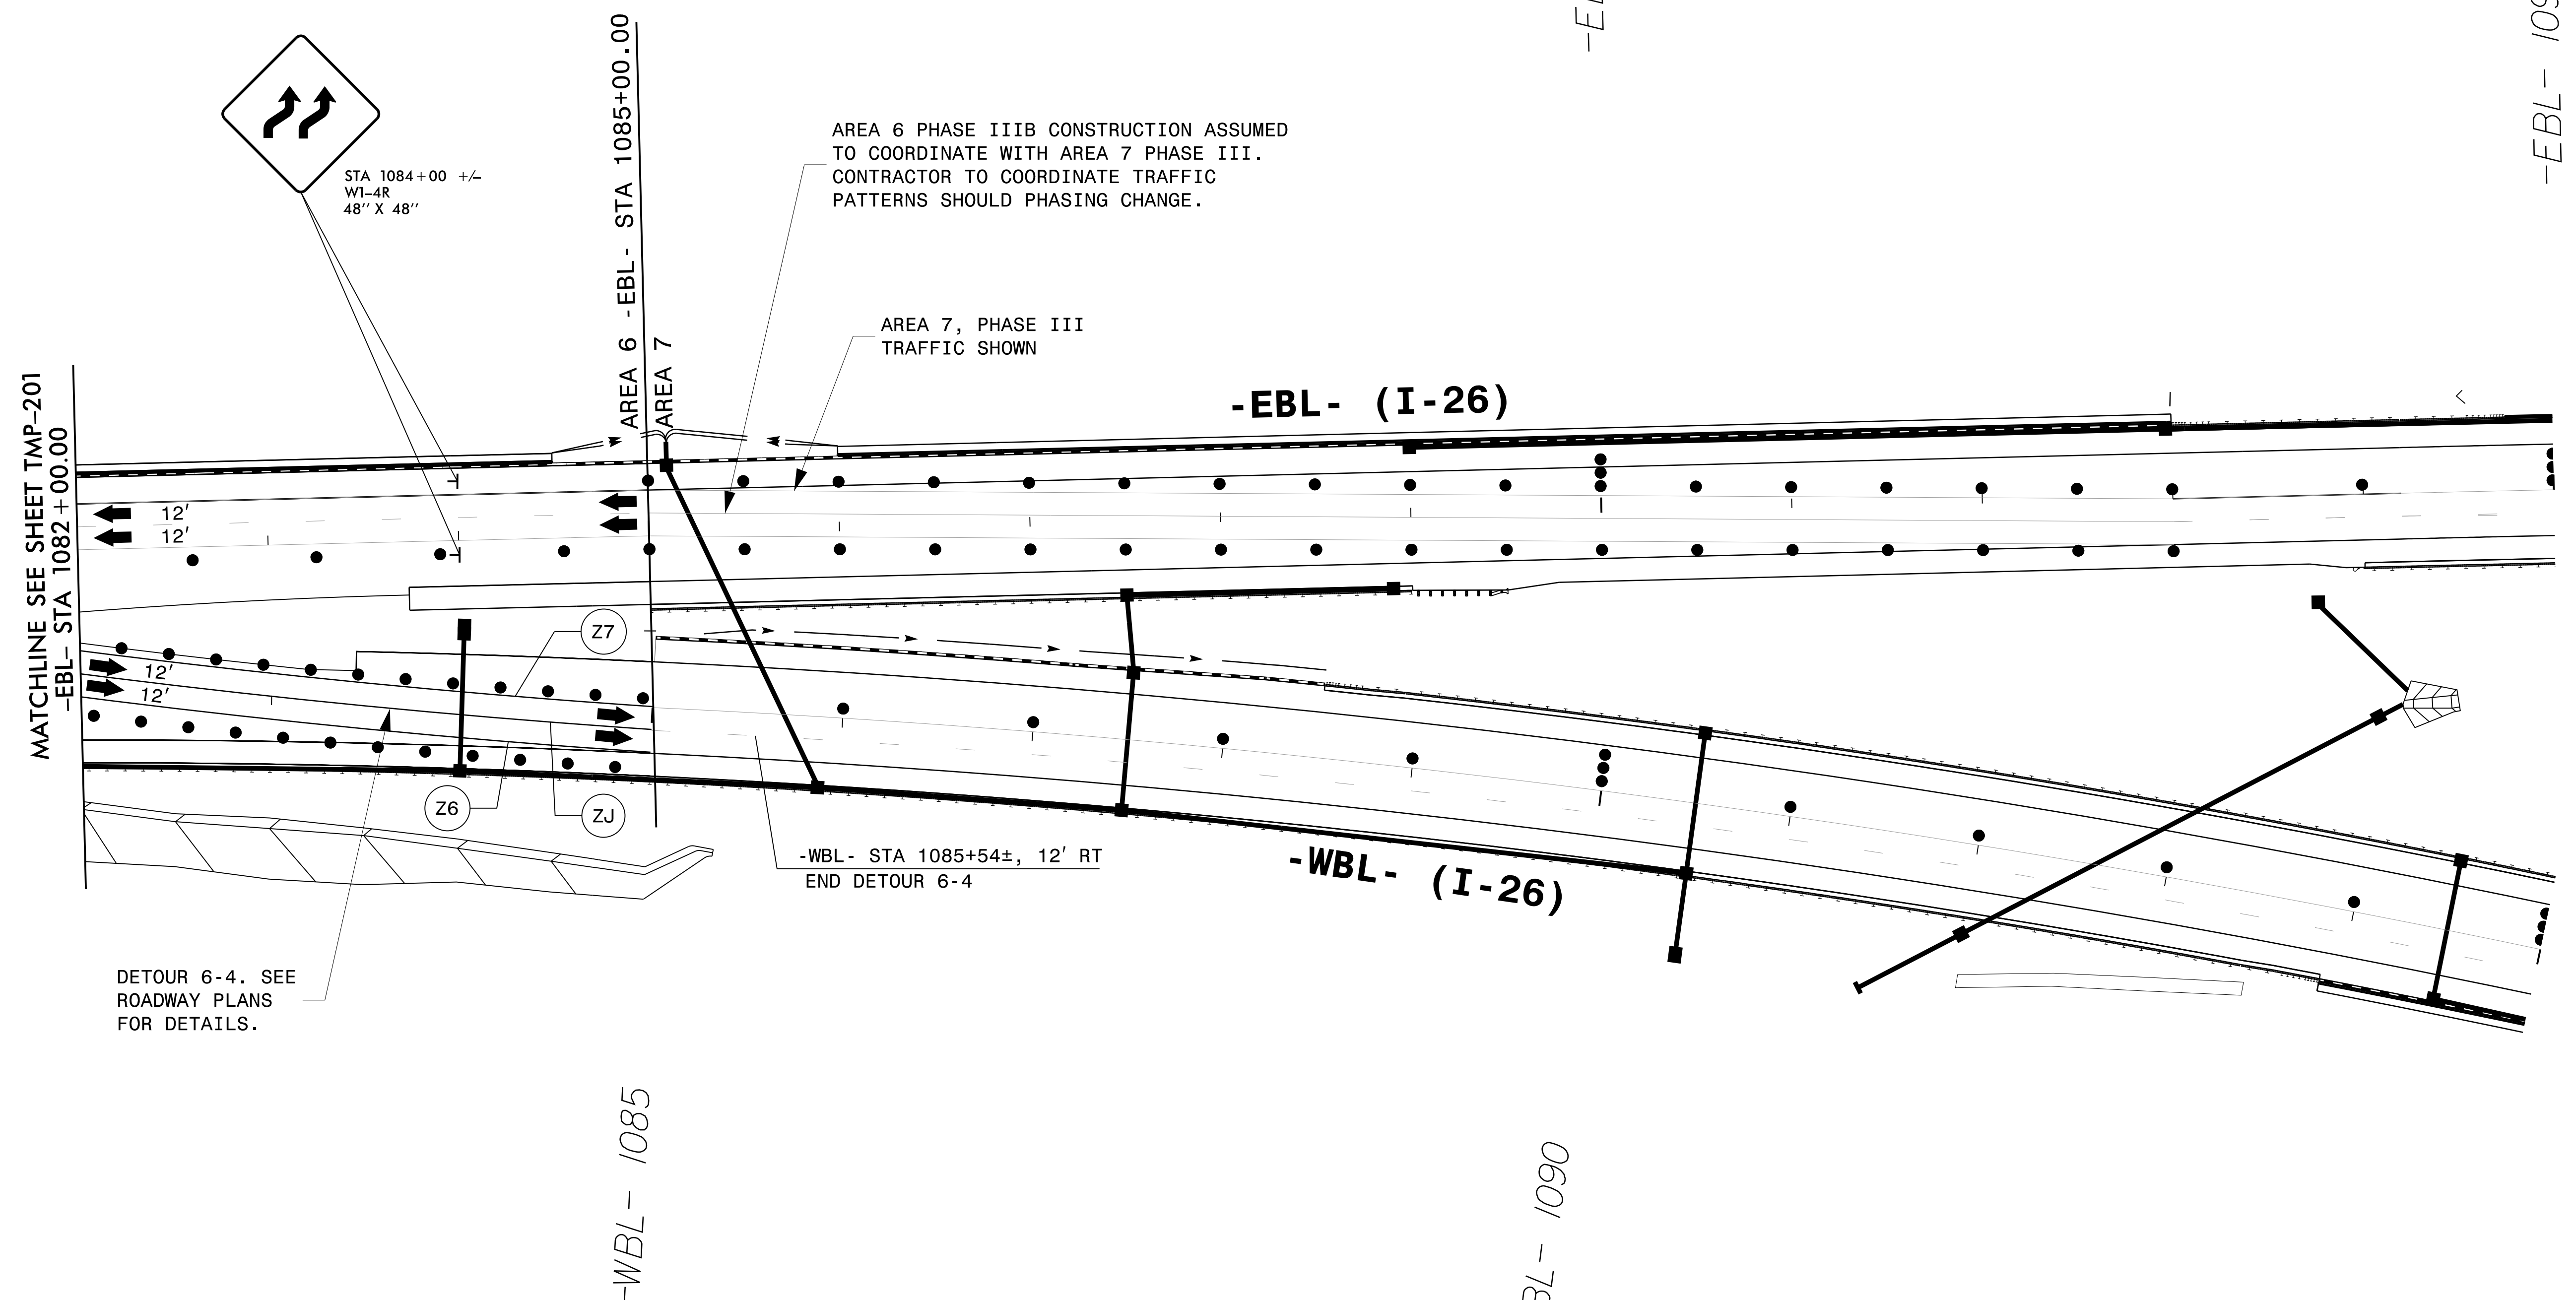 STA 1084+00 +/-
W1-4R
48'' X 48''
AREA 6 -EBL- STA 1085+00.00
AREA 7
AREA 6 PHASE IIIB CONSTRUCTION ASSUMED
TO COORDINATE WITH AREA 7 PHASE III.
CONTRACTOR TO COORDINATE TRAFFIC
PATTERNS SHOULD PHASING CHANGE.
AREA 7, PHASE III
TRAFFIC SHOWN
-EBL- (I-26)
MATCHLINE SEE SHEET TMP-201
-EBL- STA 1082+00.00
12'
12'
12'
12'
Z7
Z6
ZJ
-WBL- STA 1085+54±, 12' RT
END DETOUR 6-4
-WBL- (I-26)
DETOUR 6-4. SEE
ROADWAY PLANS
FOR DETAILS.
-WBL- 1085
BL- 1090
-EBL- 109